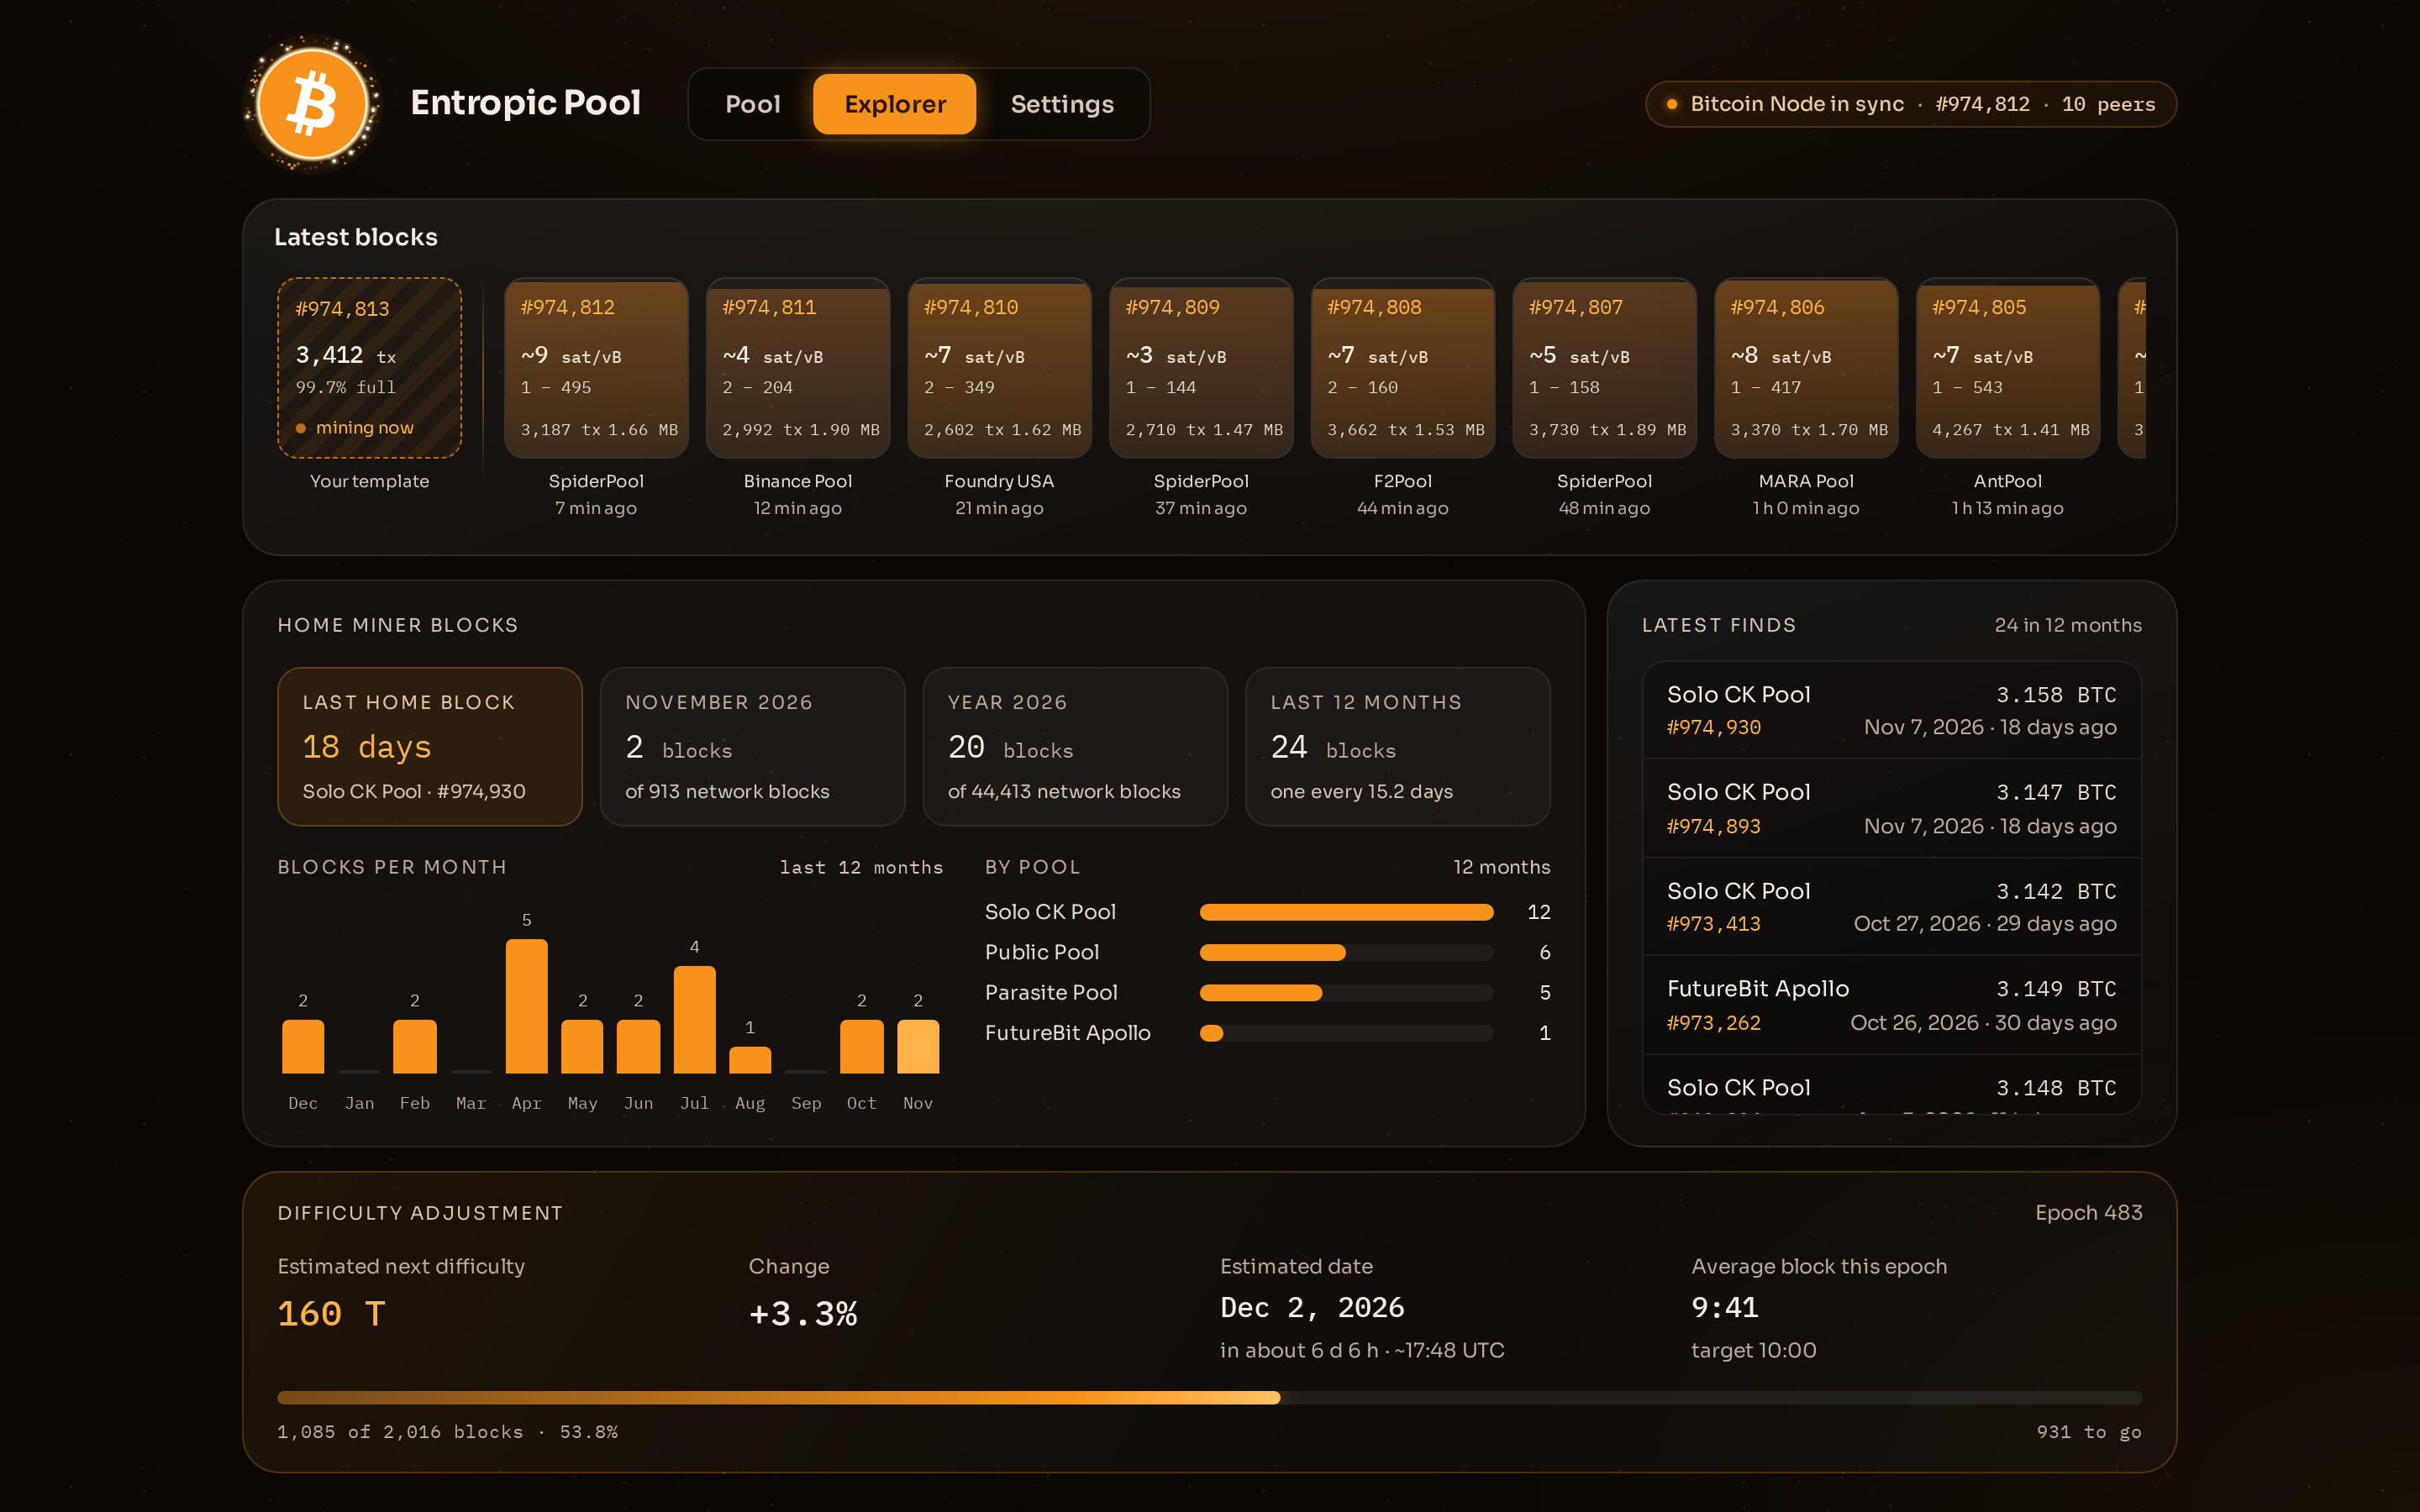 Entropic Pool
Pool
Explorer
Settings
Bitcoin Node in sync · #974,812 · 10 peers
Latest blocks
#974,813
3,412 tx
99.7% full
mining now
Your template
#974,812
~9 sat/vB
1 – 495
3,187 tx 1.66 MB
SpiderPool
7 min ago
#974,811
~4 sat/vB
2 – 204
2,992 tx 1.90 MB
Binance Pool
12 min ago
#974,810
~7 sat/vB
2 – 349
2,602 tx 1.62 MB
Foundry USA
21 min ago
#974,809
~3 sat/vB
1 – 144
2,710 tx 1.47 MB
SpiderPool
37 min ago
#974,808
~7 sat/vB
2 – 160
3,662 tx 1.53 MB
F2Pool
44 min ago
#974,807
~5 sat/vB
1 – 158
3,730 tx 1.89 MB
SpiderPool
48 min ago
#974,806
~8 sat/vB
1 – 417
3,370 tx 1.70 MB
MARA Pool
1 h 0 min ago
#974,805
~7 sat/vB
1 – 543
4,267 tx 1.41 MB
AntPool
1 h 13 min ago
#
~
1
3
HOME MINER BLOCKS
LAST HOME BLOCK
18 days
Solo CK Pool · #974,930
NOVEMBER 2026
2 blocks
of 913 network blocks
YEAR 2026
20 blocks
of 44,413 network blocks
LAST 12 MONTHS
24 blocks
one every 15.2 days
BLOCKS PER MONTH
last 12 months
2 2 5 2 2 4 1 2 2
Dec Jan Feb Mar Apr May Jun Jul Aug Sep Oct Nov
BY POOL
12 months
Solo CK Pool 12
Public Pool 6
Parasite Pool 5
FutureBit Apollo 1
LATEST FINDS
24 in 12 months
Solo CK Pool 3.158 BTC
#974,930 Nov 7, 2026 · 18 days ago
Solo CK Pool 3.147 BTC
#974,893 Nov 7, 2026 · 18 days ago
Solo CK Pool 3.142 BTC
#973,413 Oct 27, 2026 · 29 days ago
FutureBit Apollo 3.149 BTC
#973,262 Oct 26, 2026 · 30 days ago
Solo CK Pool 3.148 BTC
DIFFICULTY ADJUSTMENT
Epoch 483
Estimated next difficulty
160 T
Change
+3.3%
Estimated date
Dec 2, 2026
in about 6 d 6 h · ~17:48 UTC
Average block this epoch
9:41
target 10:00
1,085 of 2,016 blocks · 53.8%
931 to go